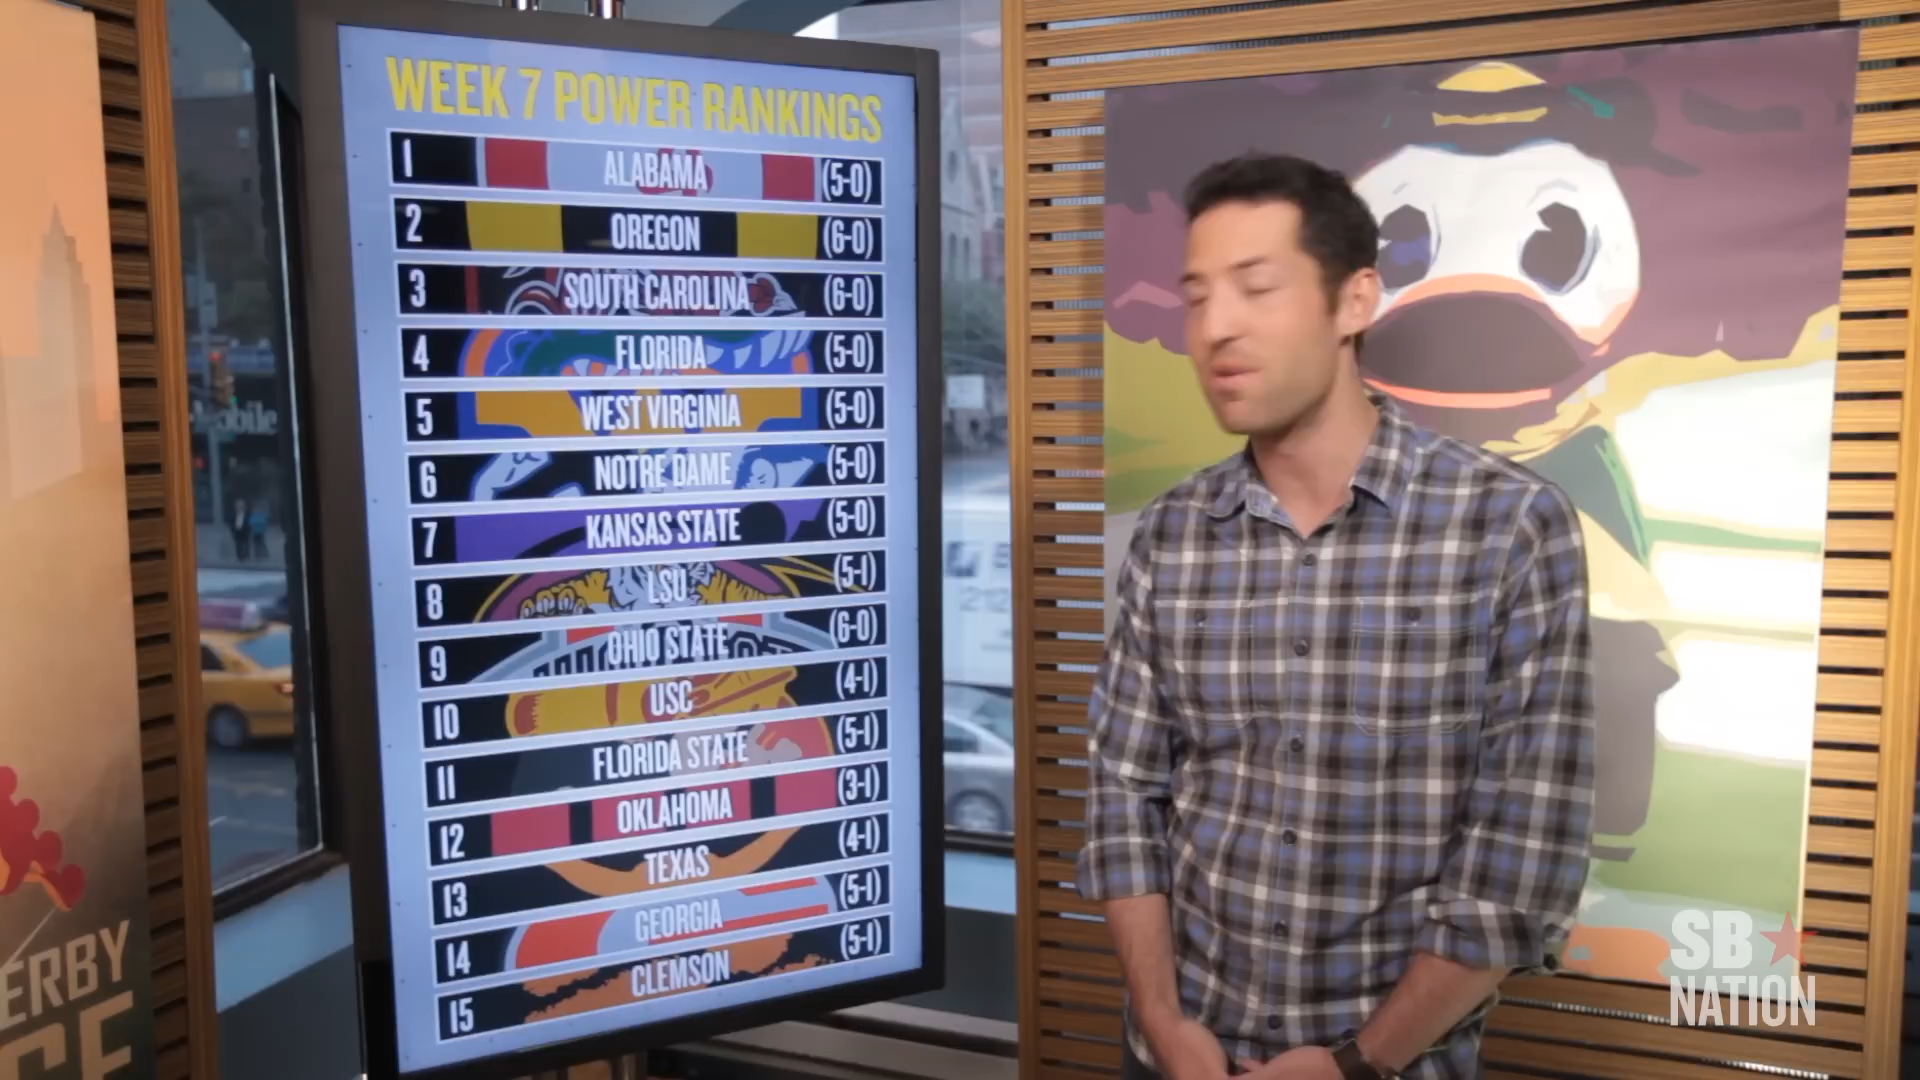 WEEK 7 POWER RANKINGS
1 ALABAMA (5-0)
2 OREGON (6-0)
3 SOUTH CAROLINA (6-0)
4 FLORIDA (5-0)
5 WEST VIRGINIA (5-0)
6 NOTRE DAME (5-0)
7 KANSAS STATE (5-0)
8 LSU (5-1)
9 OHIO STATE (6-0)
10 USC (4-1)
11 FLORIDA STATE (5-1)
12 OKLAHOMA (3-1)
13 TEXAS (4-1)
14 GEORGIA (5-1)
15 CLEMSON (5-1)
Mobile
ERBY
SB
NATION